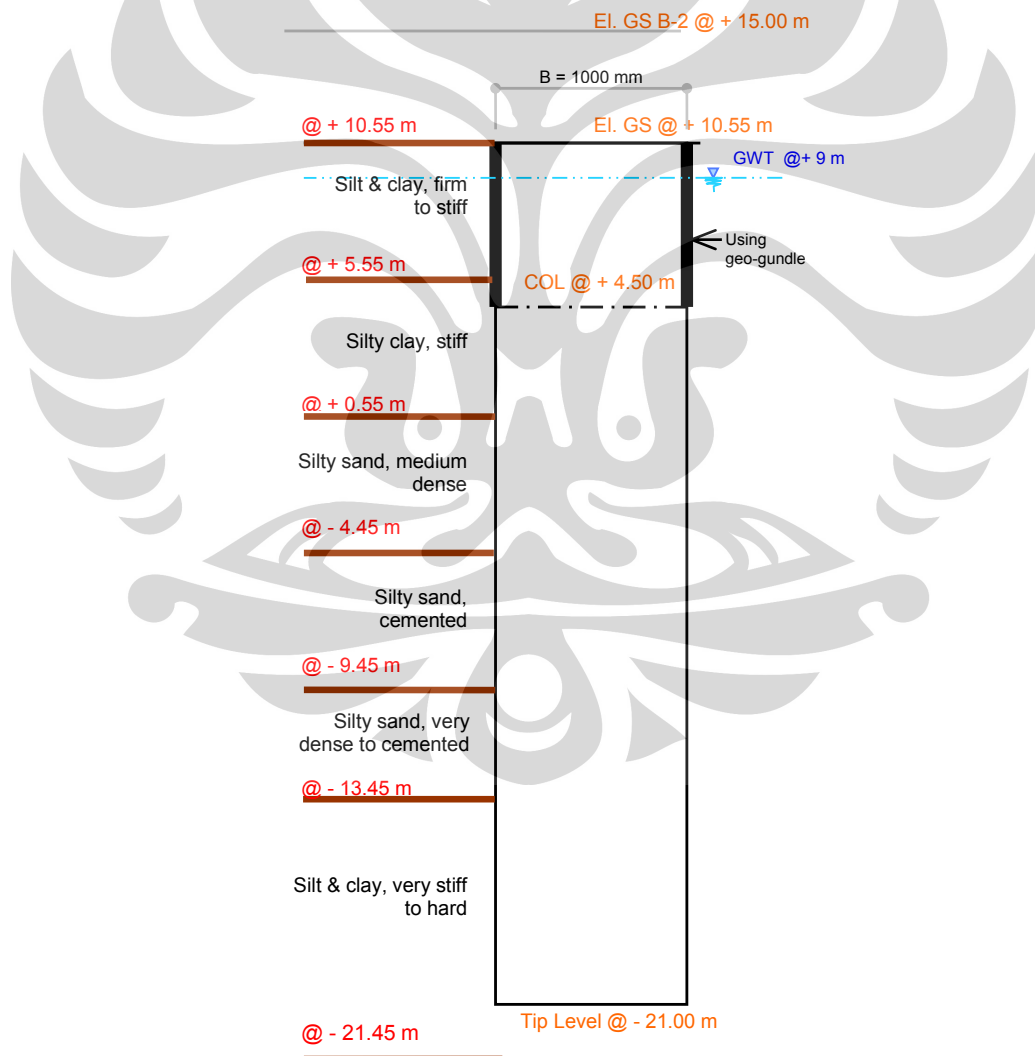 El. GS B-2 @ + 15.00 m
B = 1000 mm
@ + 10.55 m
El. GS @ + 10.55 m
GWT @+ 9 m
Silt & clay, firm
to stiff
Using
geo-gundle
@ + 5.55 m
COL @ + 4.50 m
Silty clay, stiff
@ + 0.55 m
Silty sand, medium
dense
@ - 4.45 m
Silty sand,
cemented
@ - 9.45 m
Silty sand, very
dense to cemented
@ - 13.45 m
Silt & clay, very stiff
to hard
Tip Level @ - 21.00 m
@ - 21.45 m